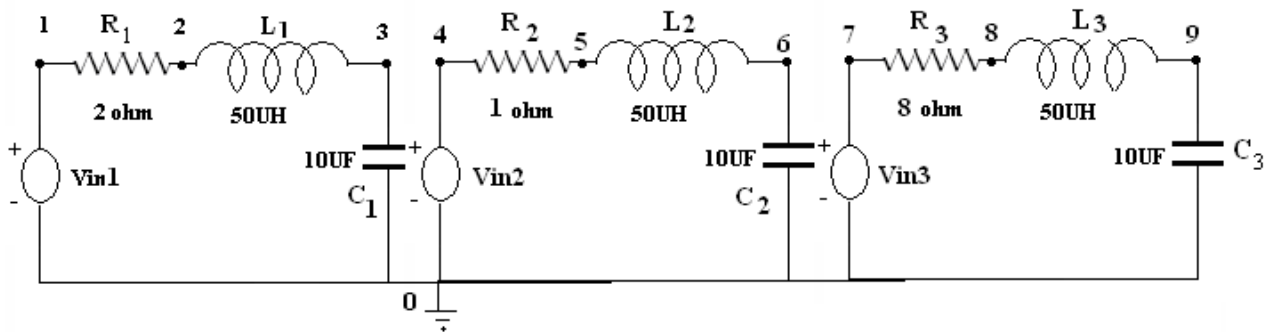 1 R1 2 L1 3 4 R2 5 L2 6 7 R3 8 L3 9
2 ohm 50UH 1 ohm 50UH 8 ohm 50UH
+ Vin1 - 10UF C1 + Vin2 - 10UF C2 + Vin3 - 10UF C3
0